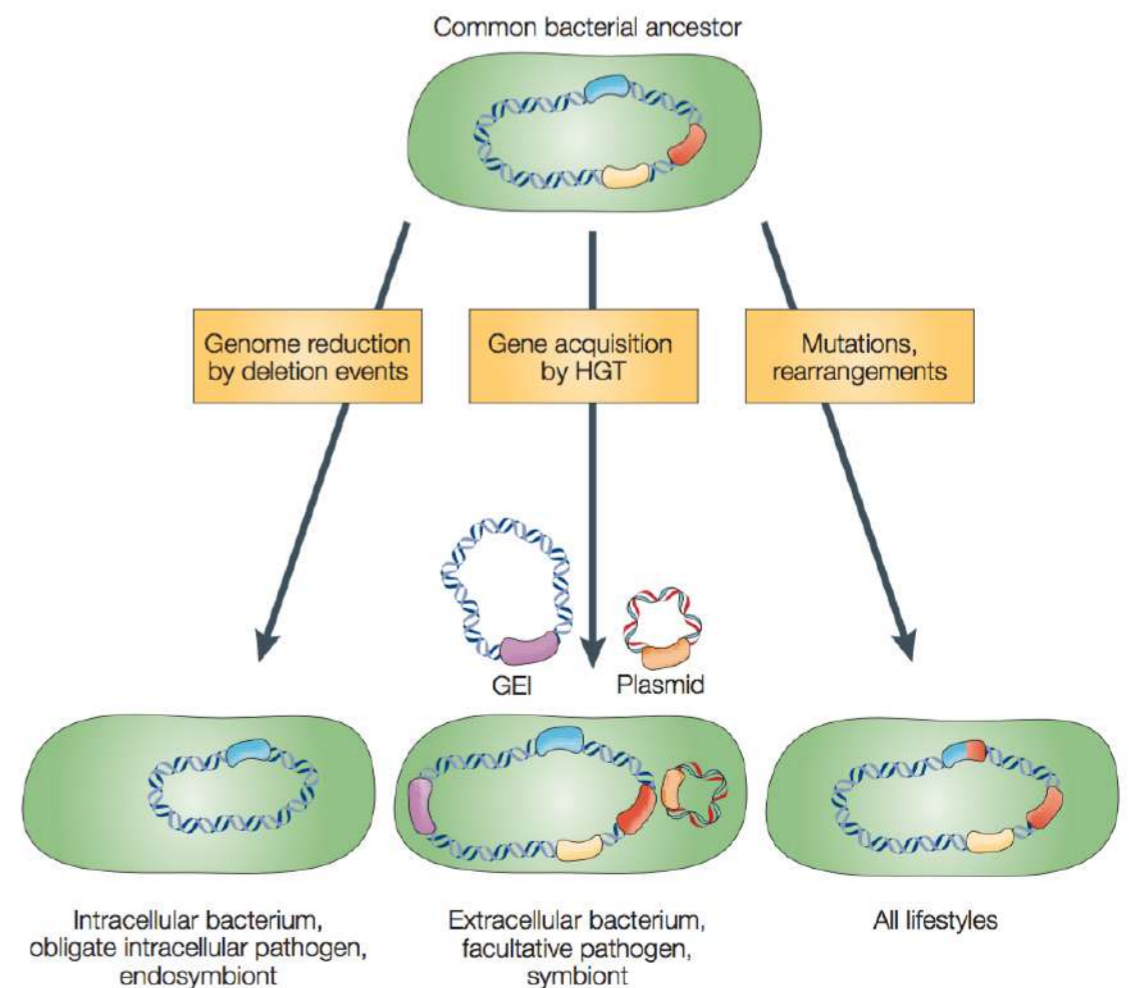 Common bacterial ancestor
Genome reduction
by deletion events
Gene acquisition
by HGT
Mutations,
rearrangements
GEI
Plasmid
Intracellular bacterium,
obligate intracellular pathogen,
endosymbiont
Extracellular bacterium,
facultative pathogen,
symbiont
All lifestyles